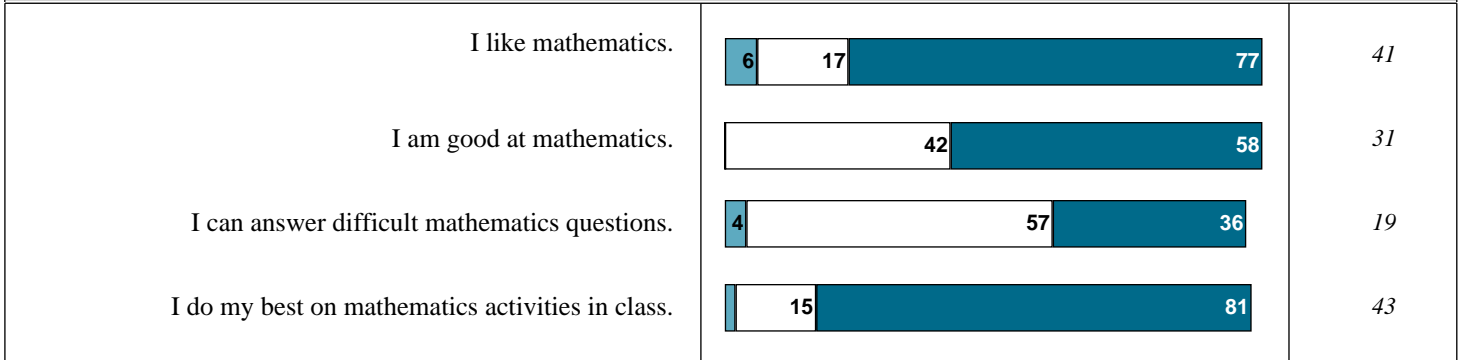 I like mathematics. 6 17 77 41
I am good at mathematics. 42 58 31
I can answer difficult mathematics questions. 4 57 36 19
I do my best on mathematics activities in class. 15 81 43